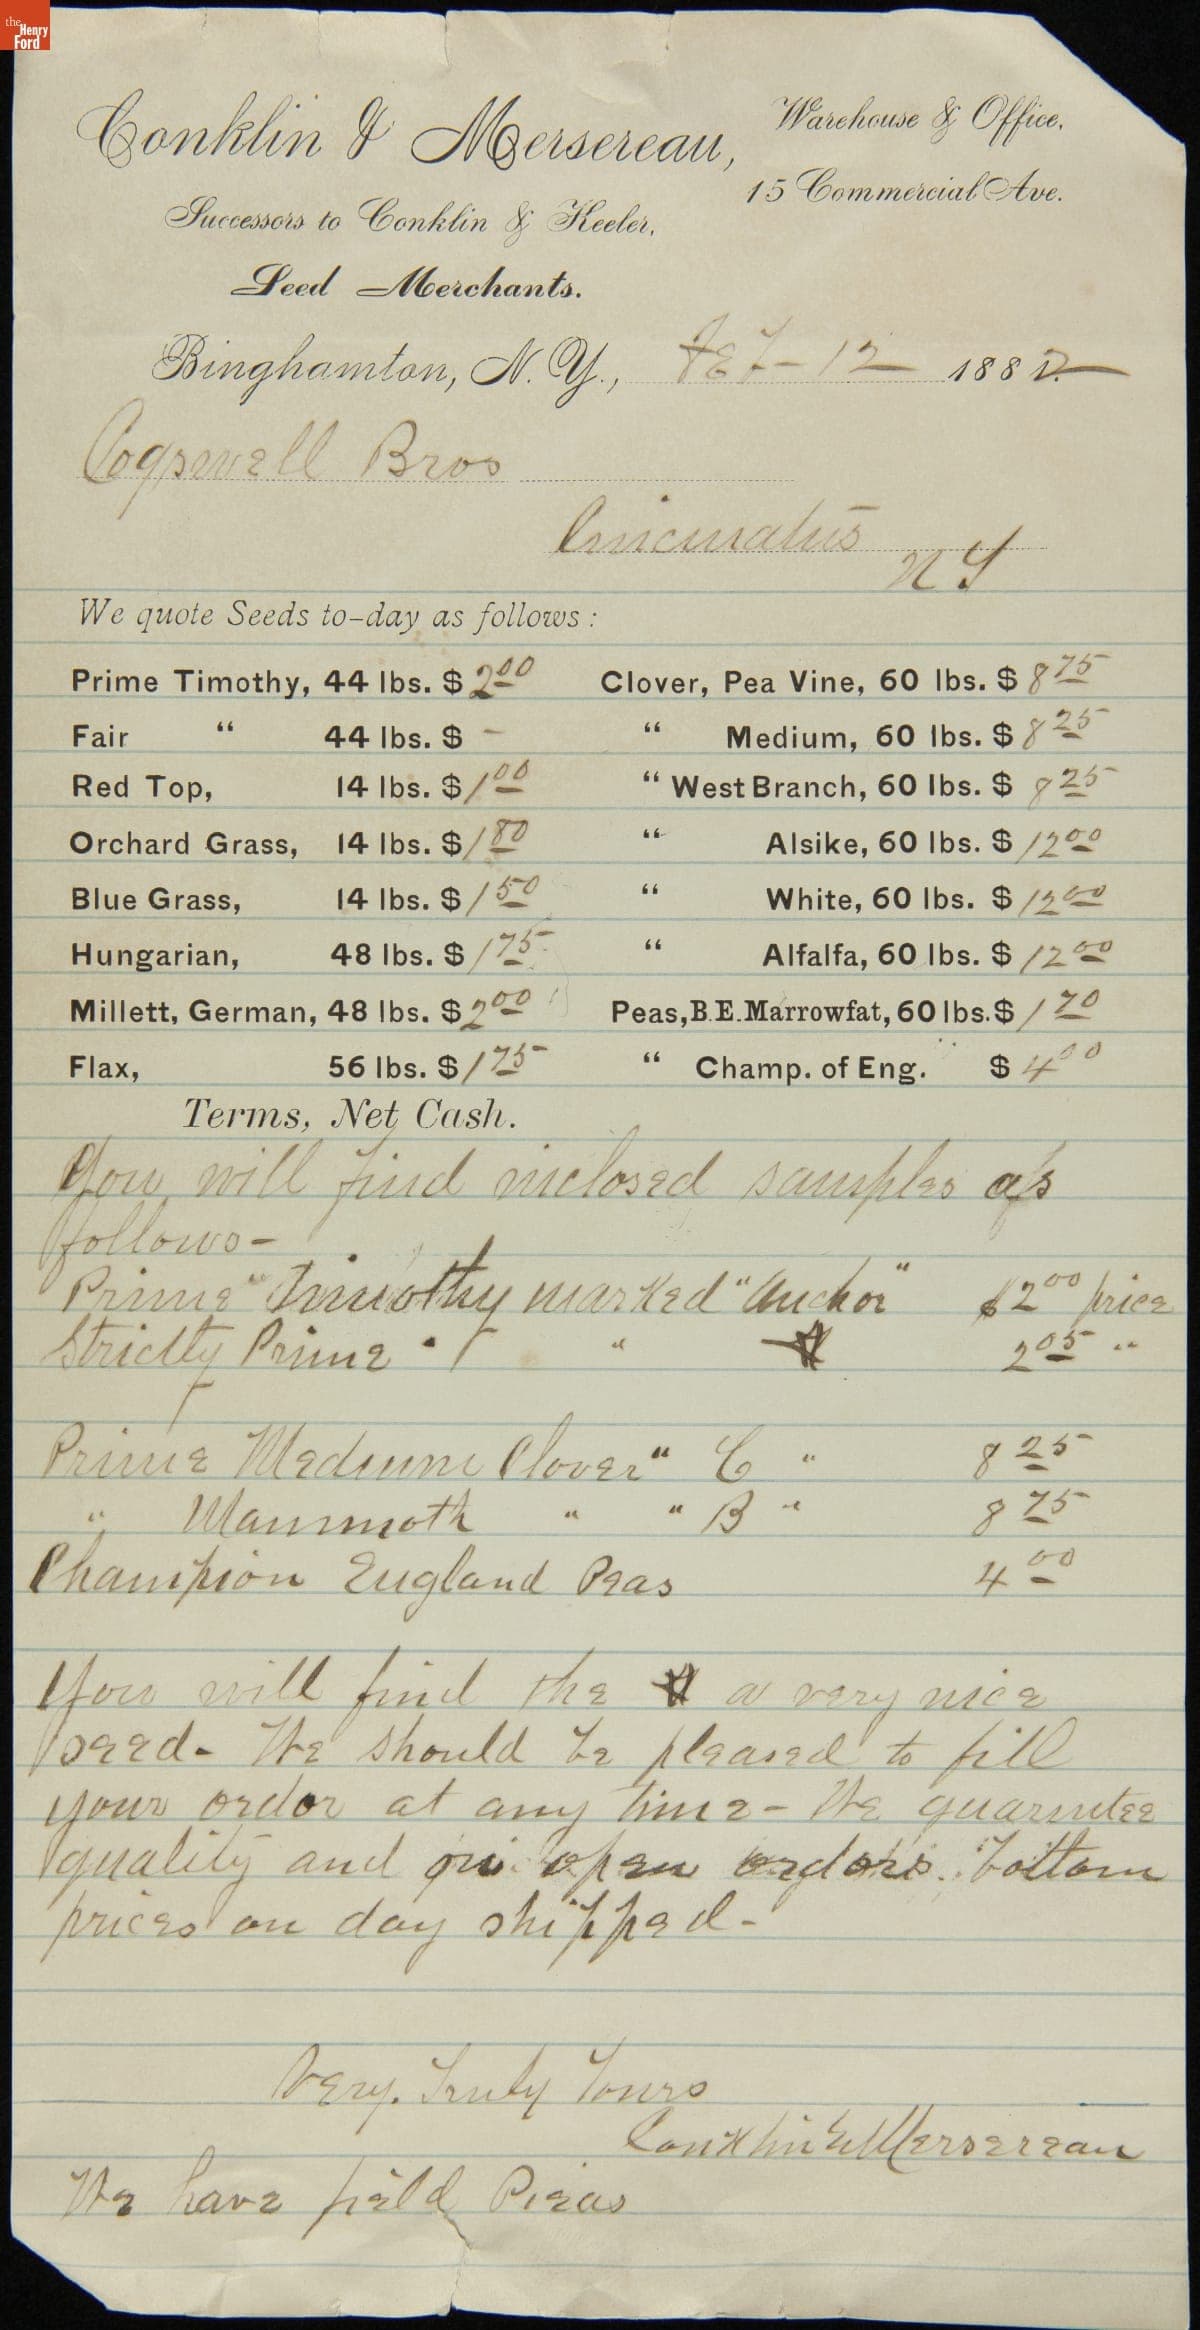 the Henry Ford
Conklin & Mersereau,
Warehouse & Office,
15 Commercial Ave.
Successors to Conklin & Keeler,
Seed Merchants.
Binghamton, N. Y., Feb - 12 1882
Cogswell Bros
Cincinatus
N Y
We quote Seeds to-day as follows:
Prime Timothy, 44 lbs. $ 2 00 Clover, Pea Vine, 60 lbs. $ 8 75
Fair " 44 lbs. $ - " Medium, 60 lbs. $ 8 25
Red Top, 14 lbs. $ 1 00 " West Branch, 60 lbs. $ 8 25
Orchard Grass, 14 lbs. $ 1 80 " Alsike, 60 lbs. $ 12 00
Blue Grass, 14 lbs. $ 1 50 " White, 60 lbs. $ 12 00
Hungarian, 48 lbs. $ 1 75 " Alfalfa, 60 lbs. $ 12 00
Millett, German, 48 lbs. $ 2 00 Peas, B.E. Marrowfat, 60 lbs. $ 1 70
Flax, 56 lbs. $ 1 75 " Champ. of Eng. $ 4 00
Terms, Net Cash.
You will find inclosed samples as
follows -
Prime Timothy marked "Anchor" $2 00 price
Strictly Prime " " ☆ 2 05 "
Prime Medium Clover " C " 8 25
" Mammoth " " B " 8 75
Champion England Peas 4 00
You will find the ☆ a very nice
seed - We should be pleased to fill
your order at any time - We guarntee
quality and on open orders bottom
prices on day shipped -
Very Truly Yours
Conklin & Mersereau
We have field Pieas